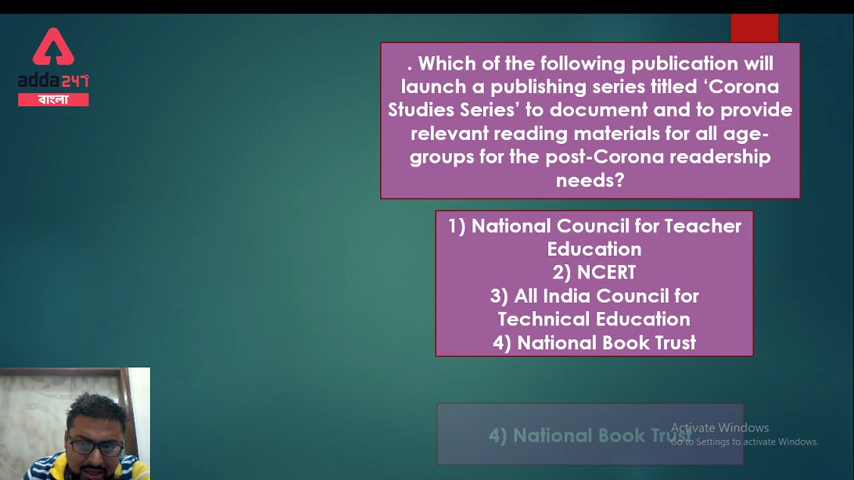 adda247
বাংলা
. Which of the following publication will
launch a publishing series titled ‘Corona
Studies Series’ to document and to provide
relevant reading materials for all age-
groups for the post-Corona readership
needs?
1) National Council for Teacher
Education
2) NCERT
3) All India Council for
Technical Education
4) National Book Trust
4) National Book Trust
Activate Windows
Go to Settings to activate Windows.